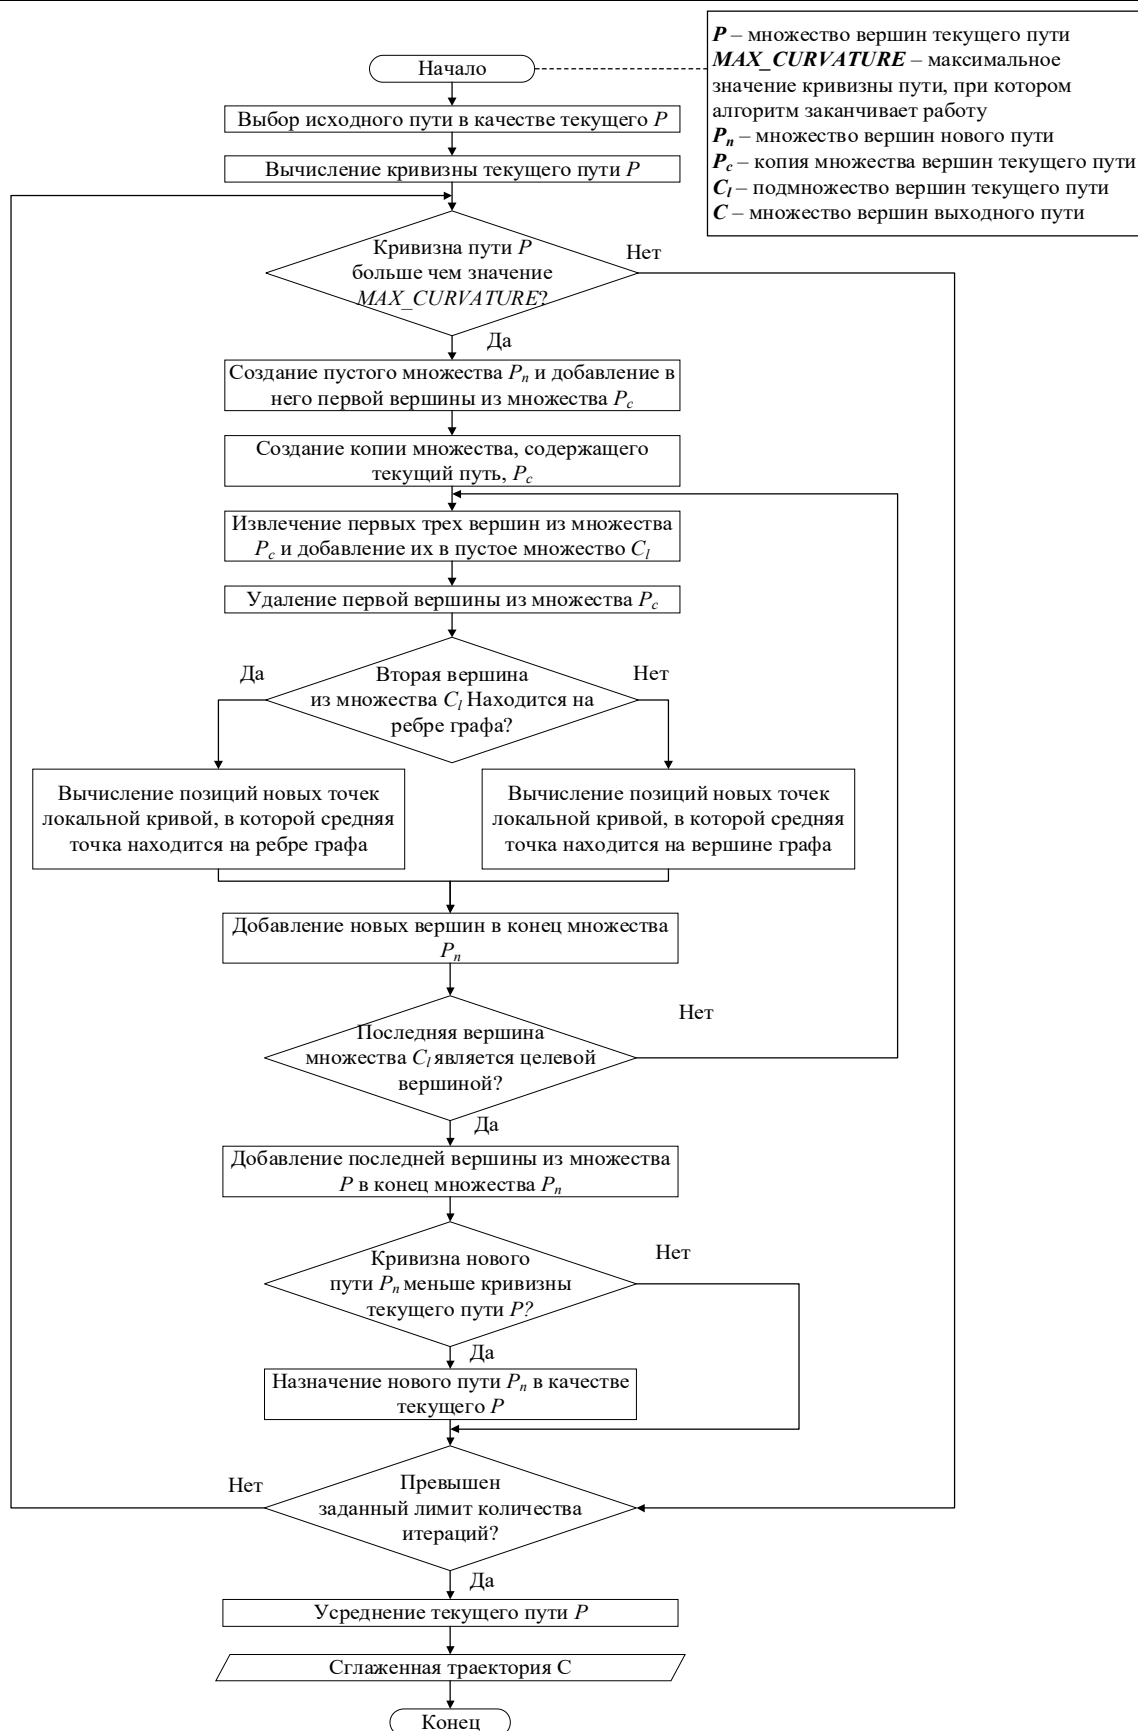 P – множество вершин текущего пути
MAX_CURVATURE – максимальное
значение кривизны пути, при котором
алгоритм заканчивает работу
Pn – множество вершин нового пути
Pc – копия множества вершин текущего пути
Cl – подмножество вершин текущего пути
C – множество вершин выходного пути
Начало
Выбор исходного пути в качестве текущего P
Вычисление кривизны текущего пути P
Кривизна пути P
больше чем значение
MAX_CURVATURE?
Нет
Да
Создание пустого множества Pn и добавление в
него первой вершины из множества Pc
Создание копии множества, содержащего
текущий путь, Pc
Извлечение первых трех вершин из множества
Pc и добавление их в пустое множество Cl
Удаление первой вершины из множества Pc
Да
Вторая вершина
из множества Cl Находится на
ребре графа?
Нет
Вычисление позиций новых точек
локальной кривой, в которой средняя
точка находится на ребре графа
Вычисление позиций новых точек
локальной кривой, в которой средняя
точка находится на вершине графа
Добавление новых вершин в конец множества
Pn
Последняя вершина
множества Cl является целевой
вершиной?
Нет
Да
Добавление последней вершины из множества
P в конец множества Pn
Кривизна нового
пути Pn меньше кривизны
текущего пути P?
Нет
Да
Назначение нового пути Pn в качестве
текущего P
Нет
Превышен
заданный лимит количества
итераций?
Да
Усреднение текущего пути P
Сглаженная траектория С
Конец